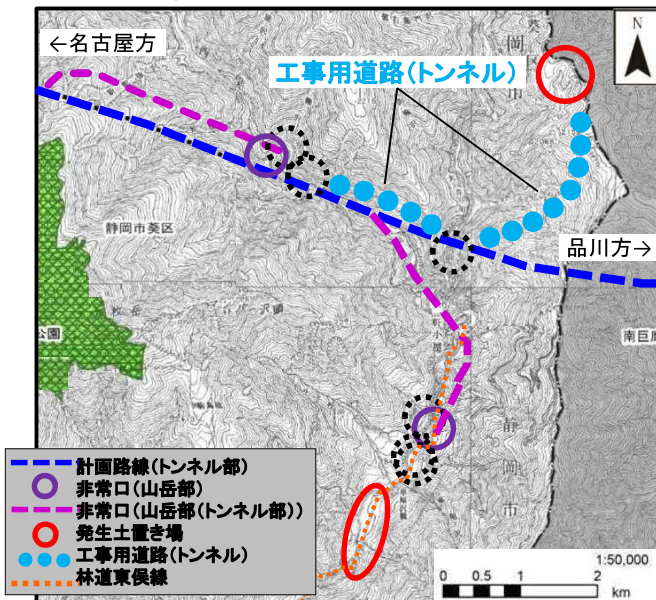 ←名古屋方
N
工事用道路(トンネル)
静岡市葵区
品川方→
公園
南巨摩
静岡市
計画路線(トンネル部)
非常口(山岳部)
非常口(山岳部(トンネル部))
発生土置き場
工事用道路(トンネル)
林道東俣線
1:50,000
0 0.5 1 2
km